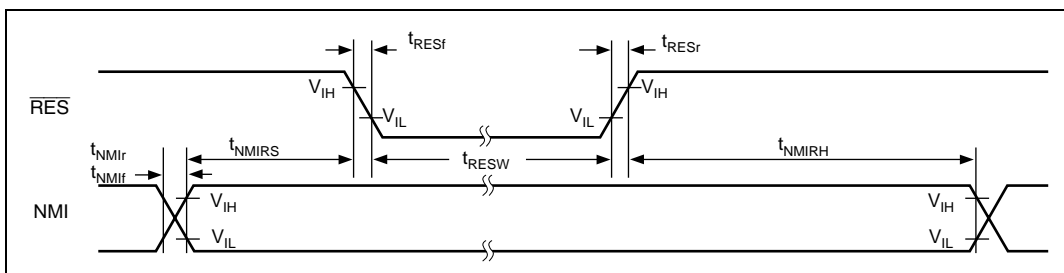 tRESf
tRESr
VIH
VIH
RES
VIL
VIL
tNMIr
tNMIf
tNMIRS
tRESW
tNMIRH
NMI
VIH
VIH
VIL
VIL